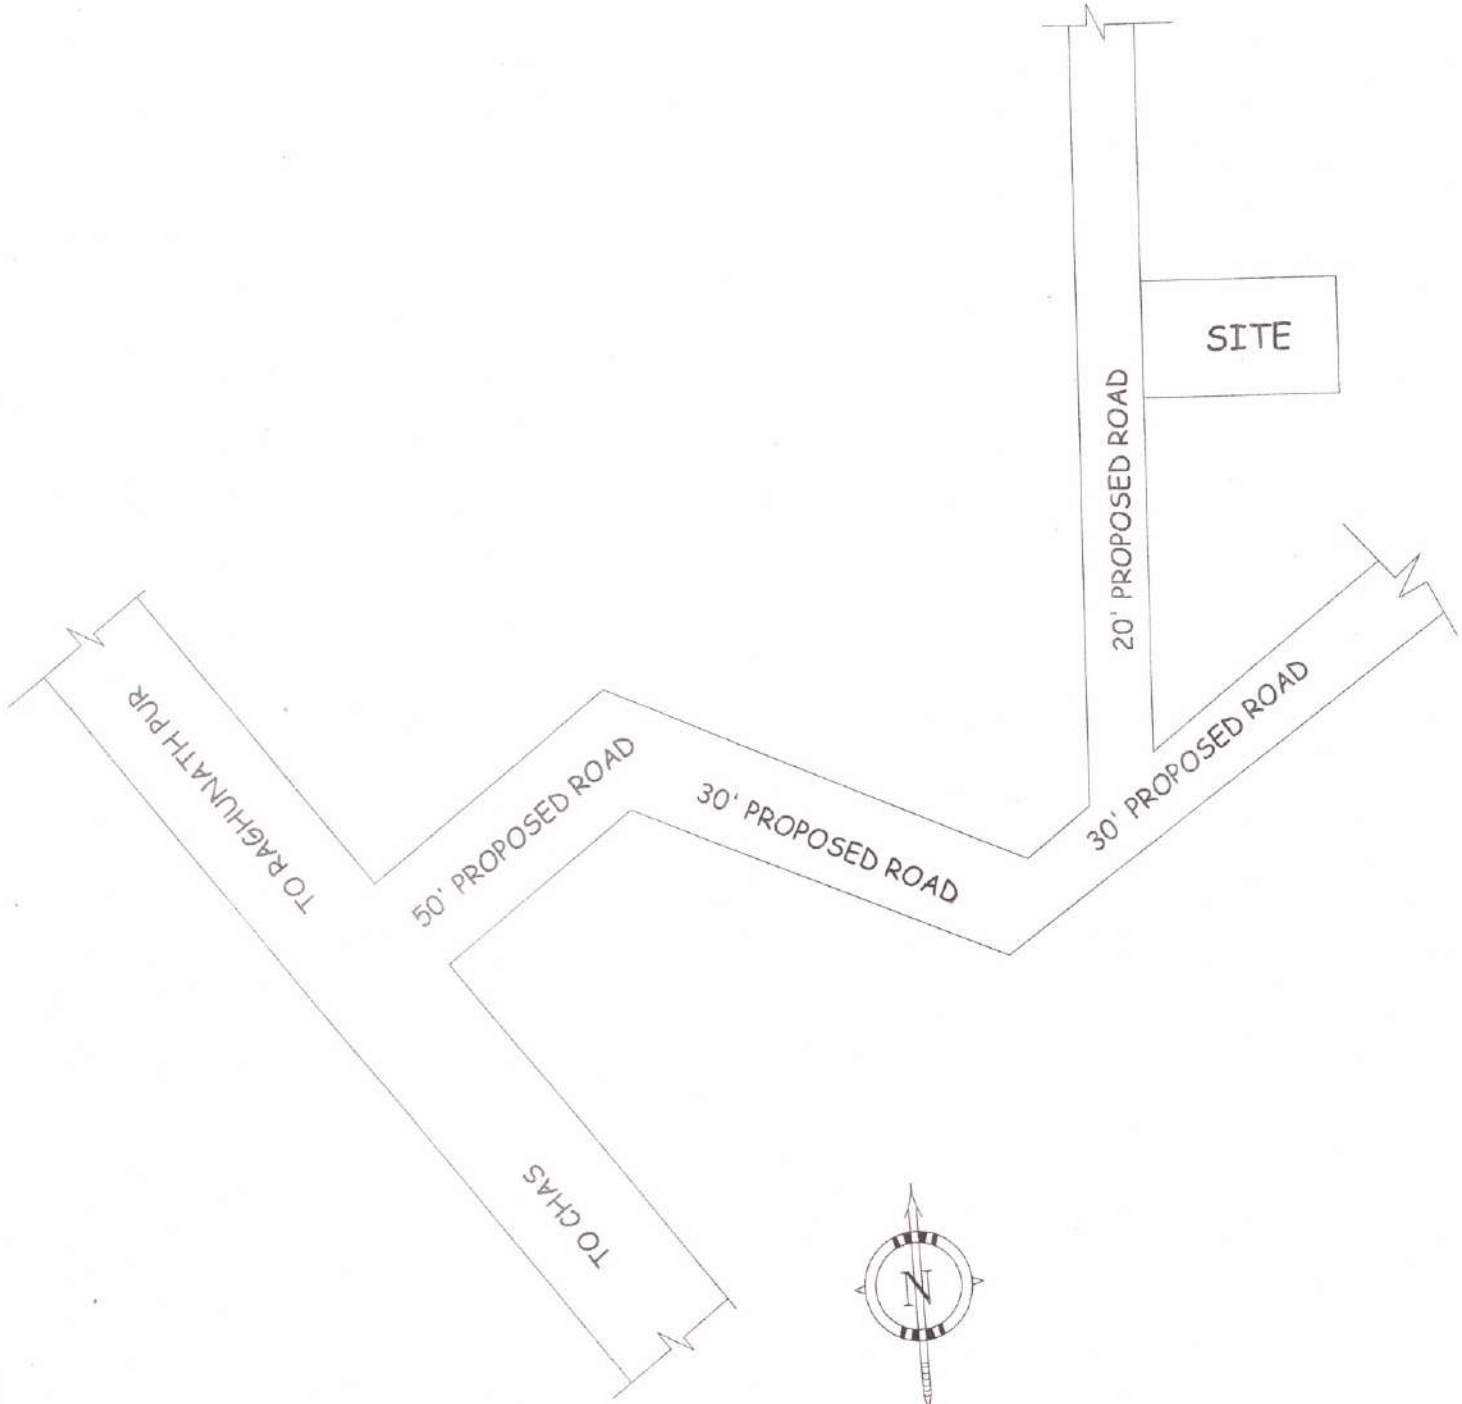 SITE
20' PROPOSED ROAD
30' PROPOSED ROAD
30' PROPOSED ROAD
50' PROPOSED ROAD
TO RAGHUNATH PUR
TO CHAS
N